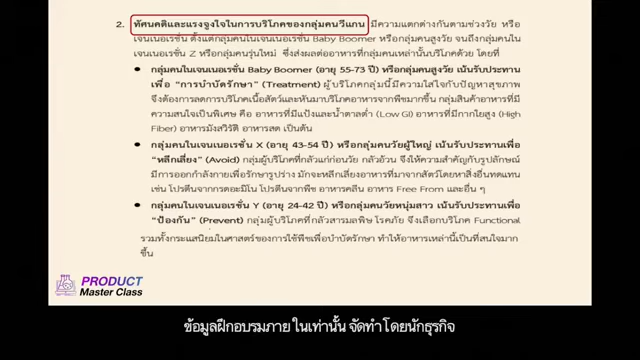 2. ทัศนคติและแรงจูงใจในการบริโภคของกลุ่มคนวีแกน มีความแตกต่างกันตามช่วงวัย หรือ
เจนเนอเรชั่น ตั้งแต่กลุ่มคนในเจนเนอเรชั่น Baby Boomer หรือกลุ่มคนสูงวัย จนถึงกลุ่มคนใน
เจนเนอเรชั่น Z หรือกลุ่มคนรุ่นใหม่ ซึ่งส่งผลต่ออาหารที่กลุ่มคนเหล่านั้นบริโภคด้วย โดยที่
• กลุ่มคนในเจนเนอเรชั่น Baby Boomer (อายุ 55-73 ปี) หรือกลุ่มคนสูงวัย เน้นรับประทาน
เพื่อ “การบำบัดรักษา” (Treatment) ผู้บริโภคกลุ่มนี้มีความใส่ใจกับปัญหาสุขภาพ
จึงต้องการลดการบริโภคเนื้อสัตว์และหันมาบริโภคอาหารจากพืชมากขึ้น กลุ่มสินค้าอาหารที่มี
ความสนใจเป็นพิเศษ คือ อาหารที่มีแป้งและน้ำตาลต่ำ (Low GI) อาหารที่มีกากใยสูง (High
Fiber) อาหารมังสวิรัติ อาหารสด เป็นต้น
• กลุ่มคนในเจนเนอเรชั่น X (อายุ 43-54 ปี) หรือกลุ่มคนวัยผู้ใหญ่ เน้นรับประทานเพื่อ
“หลีกเลี่ยง” (Avoid) กลุ่มผู้บริโภคที่กลัวแก่ก่อนวัย กลัวอ้วน จึงให้ความสำคัญกับรูปลักษณ์
มีการออกกำลังกายเพื่อรักษารูปร่าง มักจะหลีกเลี่ยงอาหารที่มาจากสัตว์โดยหาสิ่งอื่นทดแทน
เช่น โปรตีนจากกรดอะมิโน โปรตีนจากพืช อาหารคลีน อาหาร Free From และอื่น ๆ
• กลุ่มคนในเจนเนอเรชั่น Y (อายุ 24-42 ปี) หรือกลุ่มคนวัยหนุ่มสาว เน้นรับประทานเพื่อ
“ป้องกัน” (Prevent) กลุ่มผู้บริโภคที่กลัวสารมลพิษ โรคภัย จึงเลือกบริโภค Functional
รวมทั้งกระแสนิยมในศาสตร์ของการใช้พืชเพื่อบำบัดรักษา ทำให้อาหารเหล่านี้เป็นที่สนใจมาก
ขึ้น
PRODUCT
Master Class
ข้อมูลฝึกอบรมภาย ในเท่านั้น จัดทำโดยนักธุรกิจ